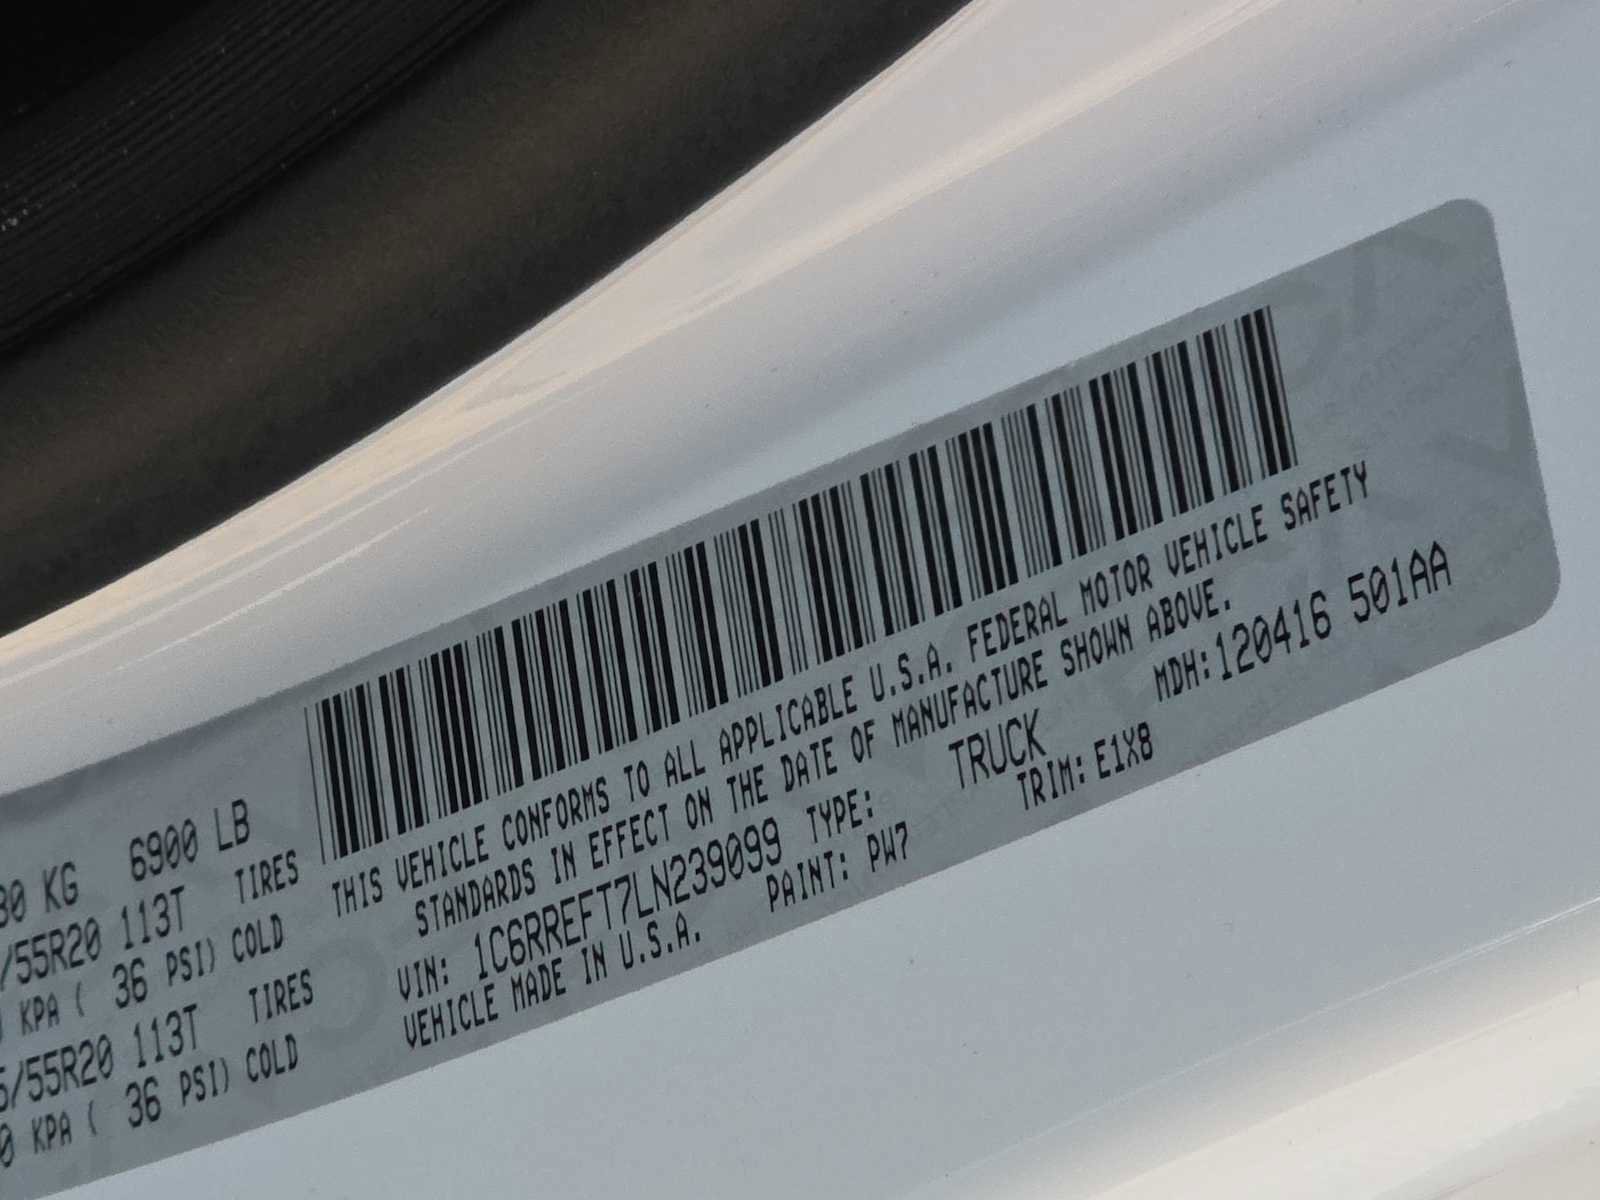 30 KG 6900 LB
/55R20 113T TIRES
KPA ( 36 PSI) COLD
5/55R20 113T TIRES
0 KPA ( 36 PSI) COLD
THIS VEHICLE CONFORMS TO ALL APPLICABLE U.S.A. FEDERAL MOTOR VEHICLE SAFETY
STANDARDS IN EFFECT ON THE DATE OF MANUFACTURE SHOWN ABOVE.
VIN: 1C6RREFT7LN239099 TYPE: TRUCK MDH:120416 501AA
VEHICLE MADE IN U.S.A. PAINT: PW7 TRIM: E1X8